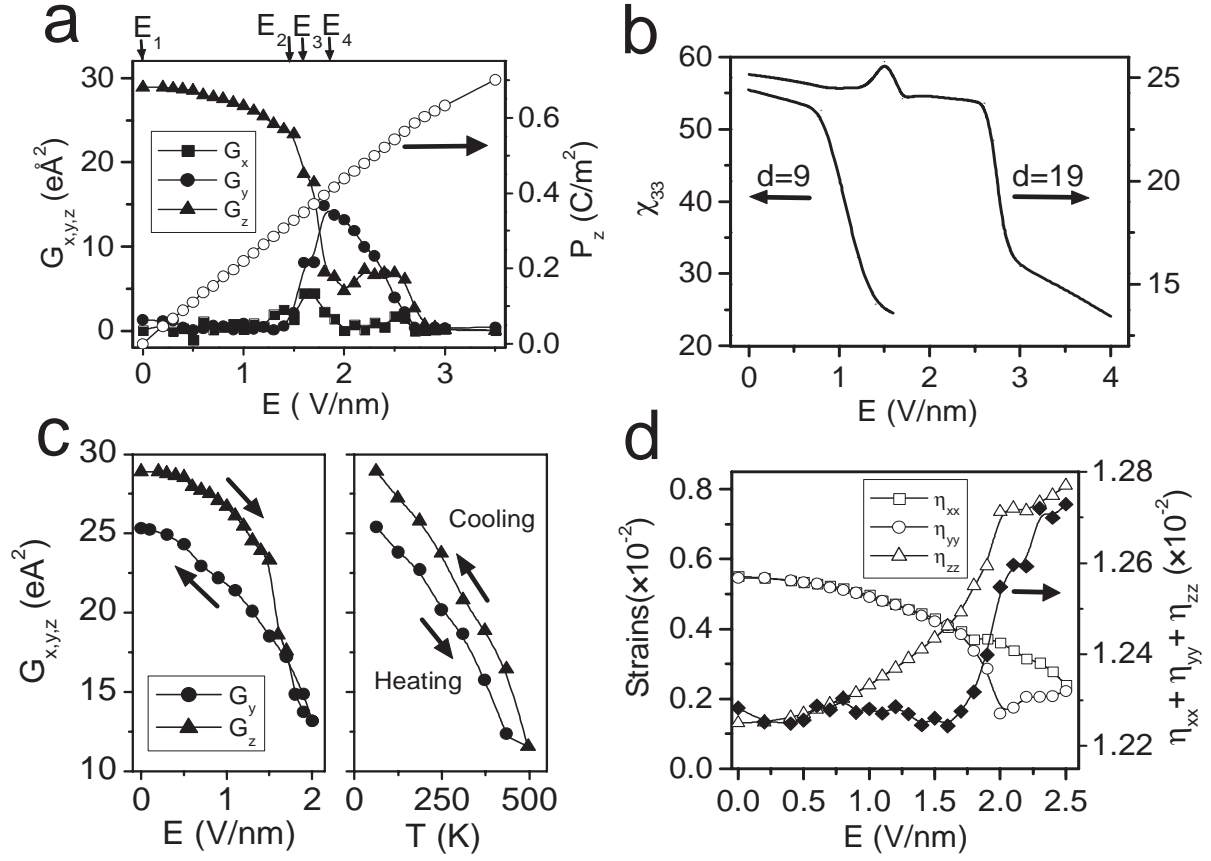 a
E1
E2
E3
E4
30
20
10
0
Gx,y,z (eÅ²)
Gx
Gy
Gz
0.6
0.4
0.2
0.0
Pz (C/m²)
0 1 2 3
E ( V/nm)
b
60
50
40
30
20
χ33
d=9
d=19
25
20
15
0 1 2 3 4
E (V/nm)
c
30
25
20
15
10
Gx,y,z (eA²)
Gy
Gz
0 1 2
E (V/nm)
Cooling
Heating
0 250 500
T (K)
d
0.8
0.6
0.4
0.2
0.0
Strains(×10-2)
ηxx
ηyy
ηzz
1.28
1.26
1.24
1.22
ηxx + ηyy + ηzz (×10-2)
0.0 0.5 1.0 1.5 2.0 2.5
E (V/nm)